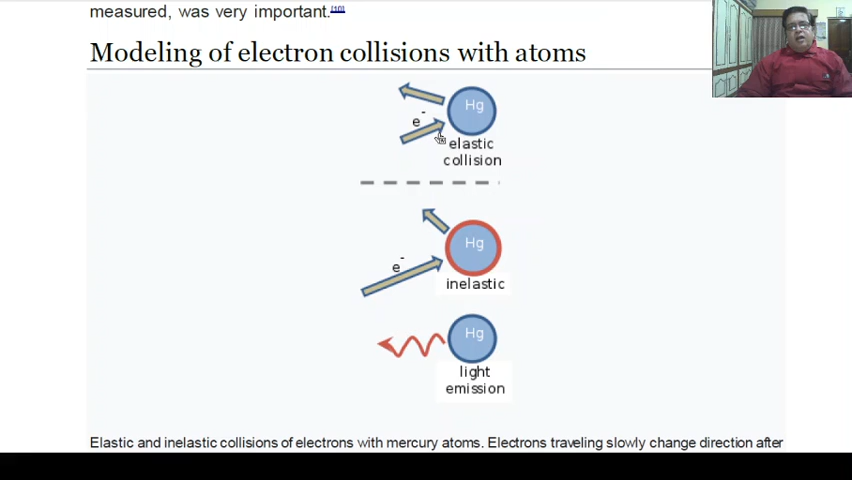 measured, was very important.[10]
Modeling of electron collisions with atoms
Hg
e-
elastic
collision
Hg
e-
inelastic
Hg
light
emission
Elastic and inelastic collisions of electrons with mercury atoms. Electrons traveling slowly change direction after